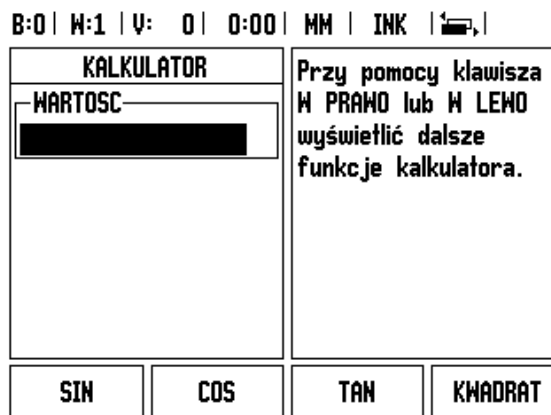 B:0 | W:1 | V: 0 | 0:00 | MM | INK |
KALKULATOR
WARTOSC
Przy pomocy klawisza
W PRAWO lub W LEWO
wyświetlić dalsze
funkcje kalkulatora.
SIN COS TAN KWADRAT